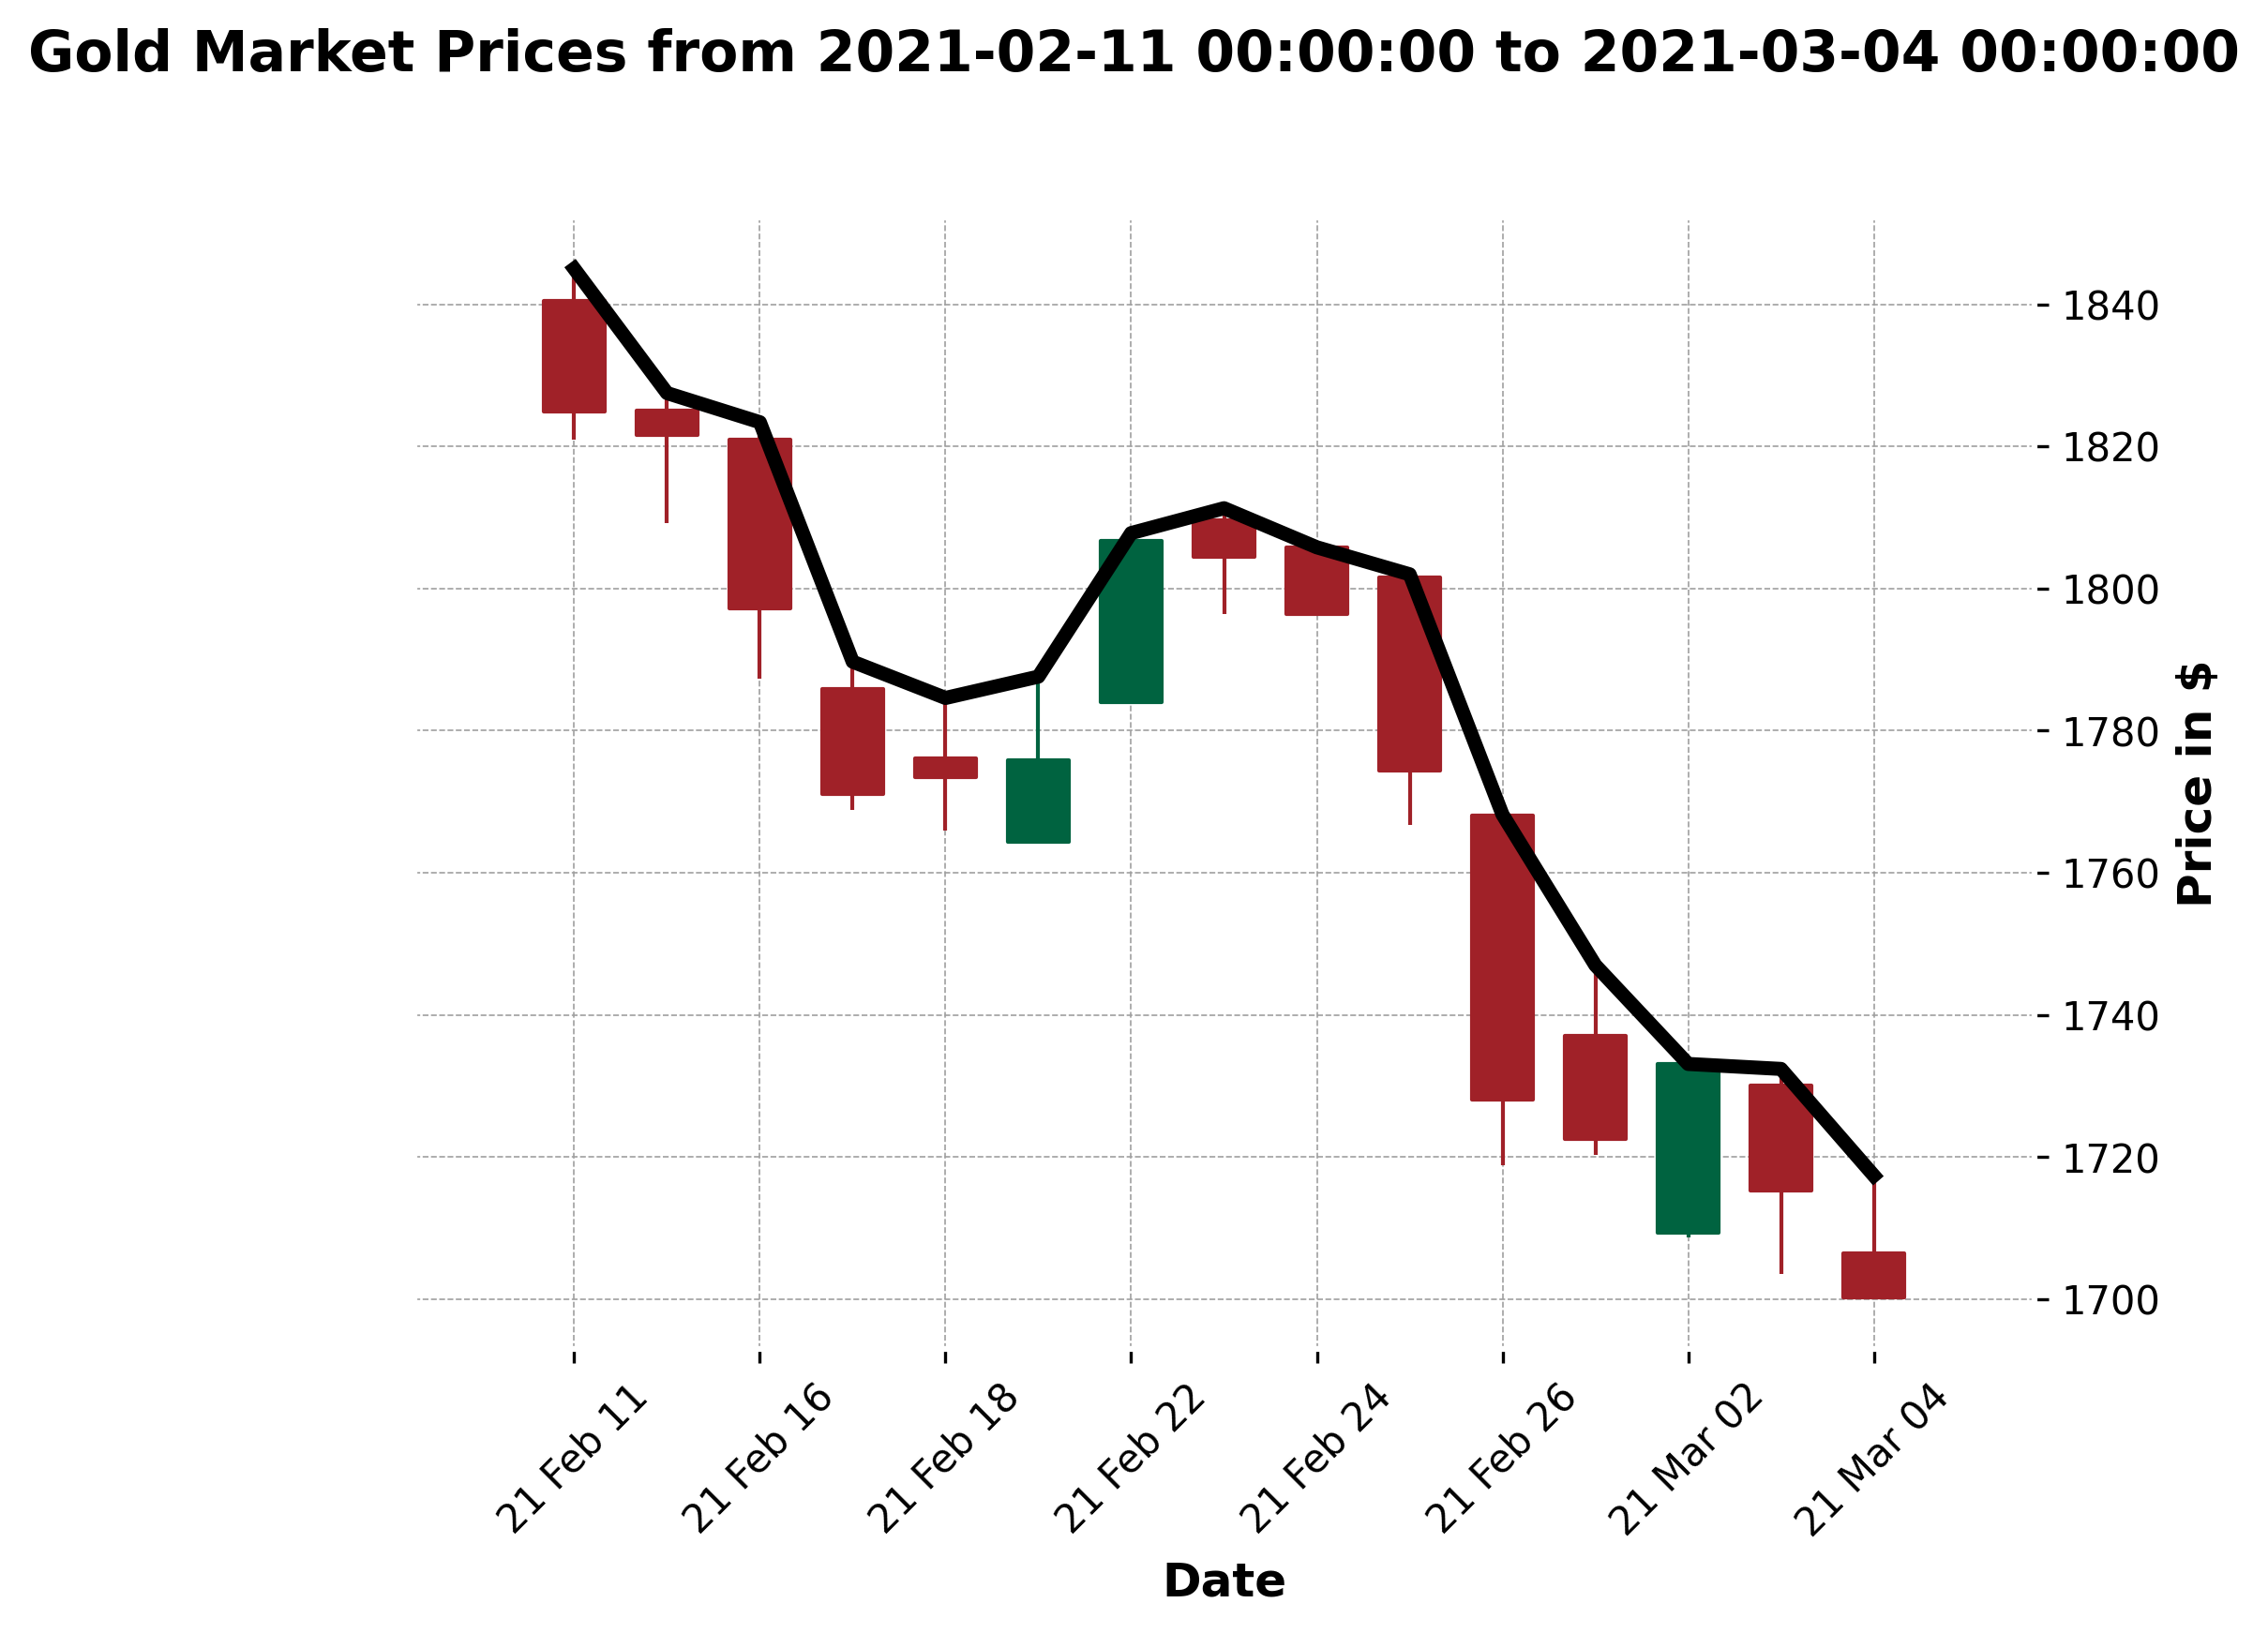 Gold Market Prices from 2021-02-11 00:00:00 to 2021-03-04 00:00:00
1840
1820
1800
1780
1760
1740
1720
1700
Price in $
21 Feb 11
21 Feb 16
21 Feb 18
21 Feb 22
21 Feb 24
21 Feb 26
21 Mar 02
21 Mar 04
Date